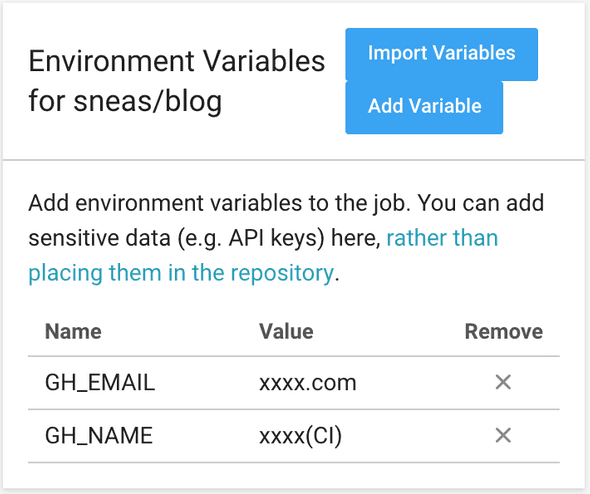 Environment Variables
for sneas/blog
Import Variables
Add Variable
Add environment variables to the job. You can add
sensitive data (e.g. API keys) here, rather than
placing them in the repository.
Name Value Remove
GH_EMAIL xxxx.com ×
GH_NAME xxxx(CI) ×